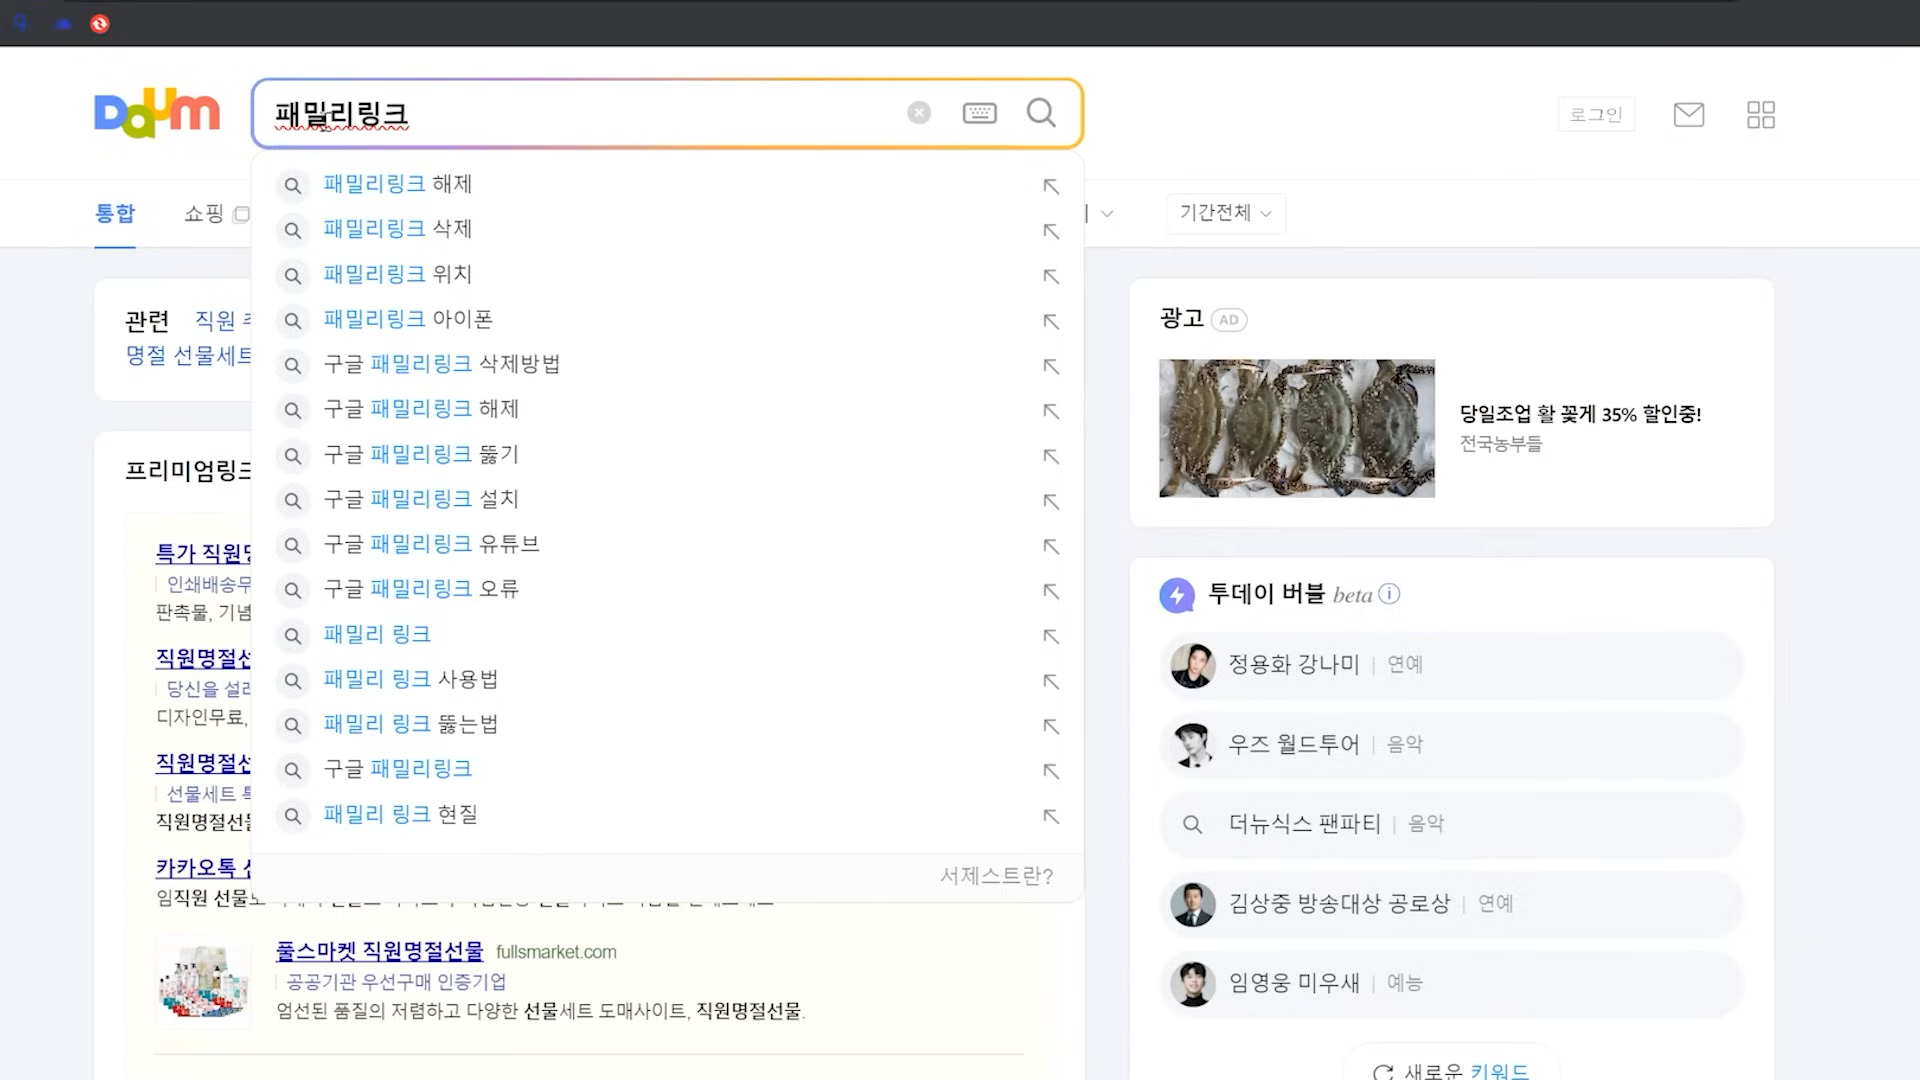 Daum
패밀리링크
로그인
통합
쇼핑
기간전체
패밀리링크 해제
패밀리링크 삭제
패밀리링크 위치
패밀리링크 아이폰
구글 패밀리링크 삭제방법
구글 패밀리링크 해제
구글 패밀리링크 뚫기
구글 패밀리링크 설치
구글 패밀리링크 유튜브
구글 패밀리링크 오류
패밀리 링크
패밀리 링크 사용법
패밀리 링크 뚫는법
구글 패밀리링크
패밀리 링크 현질
서제스트란?
관련 직원
명절 선물세트
프리미엄링크
특가 직원
인쇄배송무
판촉물, 기념
직원명절선
당신을 설레
디자인무료,
직원명절선
선물세트
직원명절선물
카카오톡
임직원 선물
풀스마켓 직원명절선물 fullsmarket.com
공공기관 우선구매 인증기업
엄선된 품질의 저렴하고 다양한 선물세트 도매사이트, 직원명절선물.
광고 AD
당일조업 활 꽃게 35% 할인중!
전국농부들
투데이 버블 beta
정용화 강나미 | 연예
우즈 월드투어 | 음악
더뉴식스 팬파티 | 음악
김상중 방송대상 공로상 | 연예
임영웅 미우새 | 예능
새로운 키워드